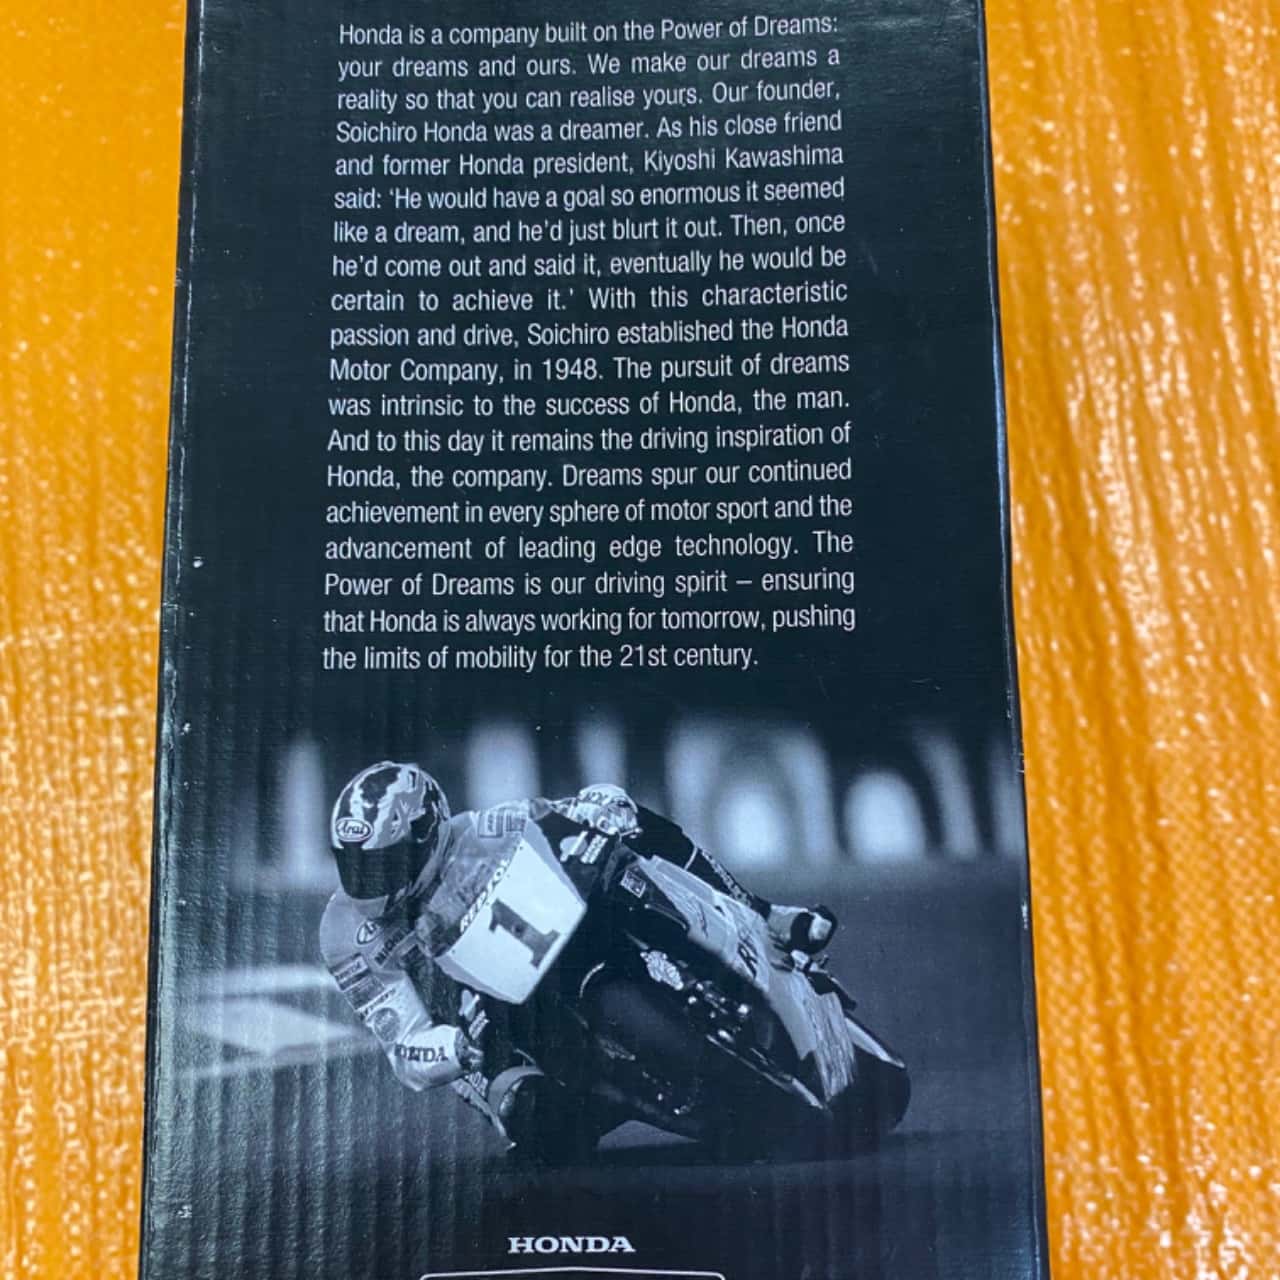 Honda is a company built on the Power of Dreams:
your dreams and ours. We make our dreams a
reality so that you can realise yours. Our founder,
Soichiro Honda was a dreamer. As his close friend
and former Honda president, Kiyoshi Kawashima
said: ‘He would have a goal so enormous it seemed
like a dream, and he’d just blurt it out. Then, once
he’d come out and said it, eventually he would be
certain to achieve it.’ With this characteristic
passion and drive, Soichiro established the Honda
Motor Company, in 1948. The pursuit of dreams
was intrinsic to the success of Honda, the man.
And to this day it remains the driving inspiration of
Honda, the company. Dreams spur our continued
achievement in every sphere of motor sport and the
advancement of leading edge technology. The
Power of Dreams is our driving spirit – ensuring
that Honda is always working for tomorrow, pushing
the limits of mobility for the 21st century.
Arai
REPSOL
1
HONDA
HONDA